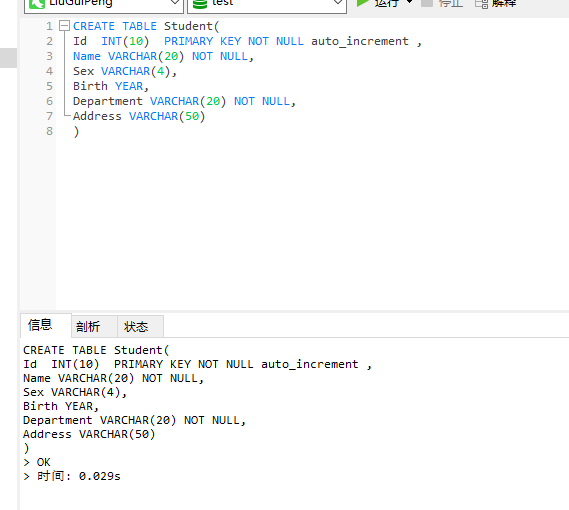 LiuGuiPeng
test
运行
停止
解释
1 CREATE TABLE Student(
2 Id  INT(10)  PRIMARY KEY NOT NULL auto_increment ,
3 Name VARCHAR(20) NOT NULL,
4 Sex VARCHAR(4),
5 Birth YEAR,
6 Department VARCHAR(20) NOT NULL,
7 Address VARCHAR(50)
8 )
信息 剖析 状态
CREATE TABLE Student(
Id  INT(10)  PRIMARY KEY NOT NULL auto_increment ,
Name VARCHAR(20) NOT NULL,
Sex VARCHAR(4),
Birth YEAR,
Department VARCHAR(20) NOT NULL,
Address VARCHAR(50)
)
> OK
> 时间: 0.029s